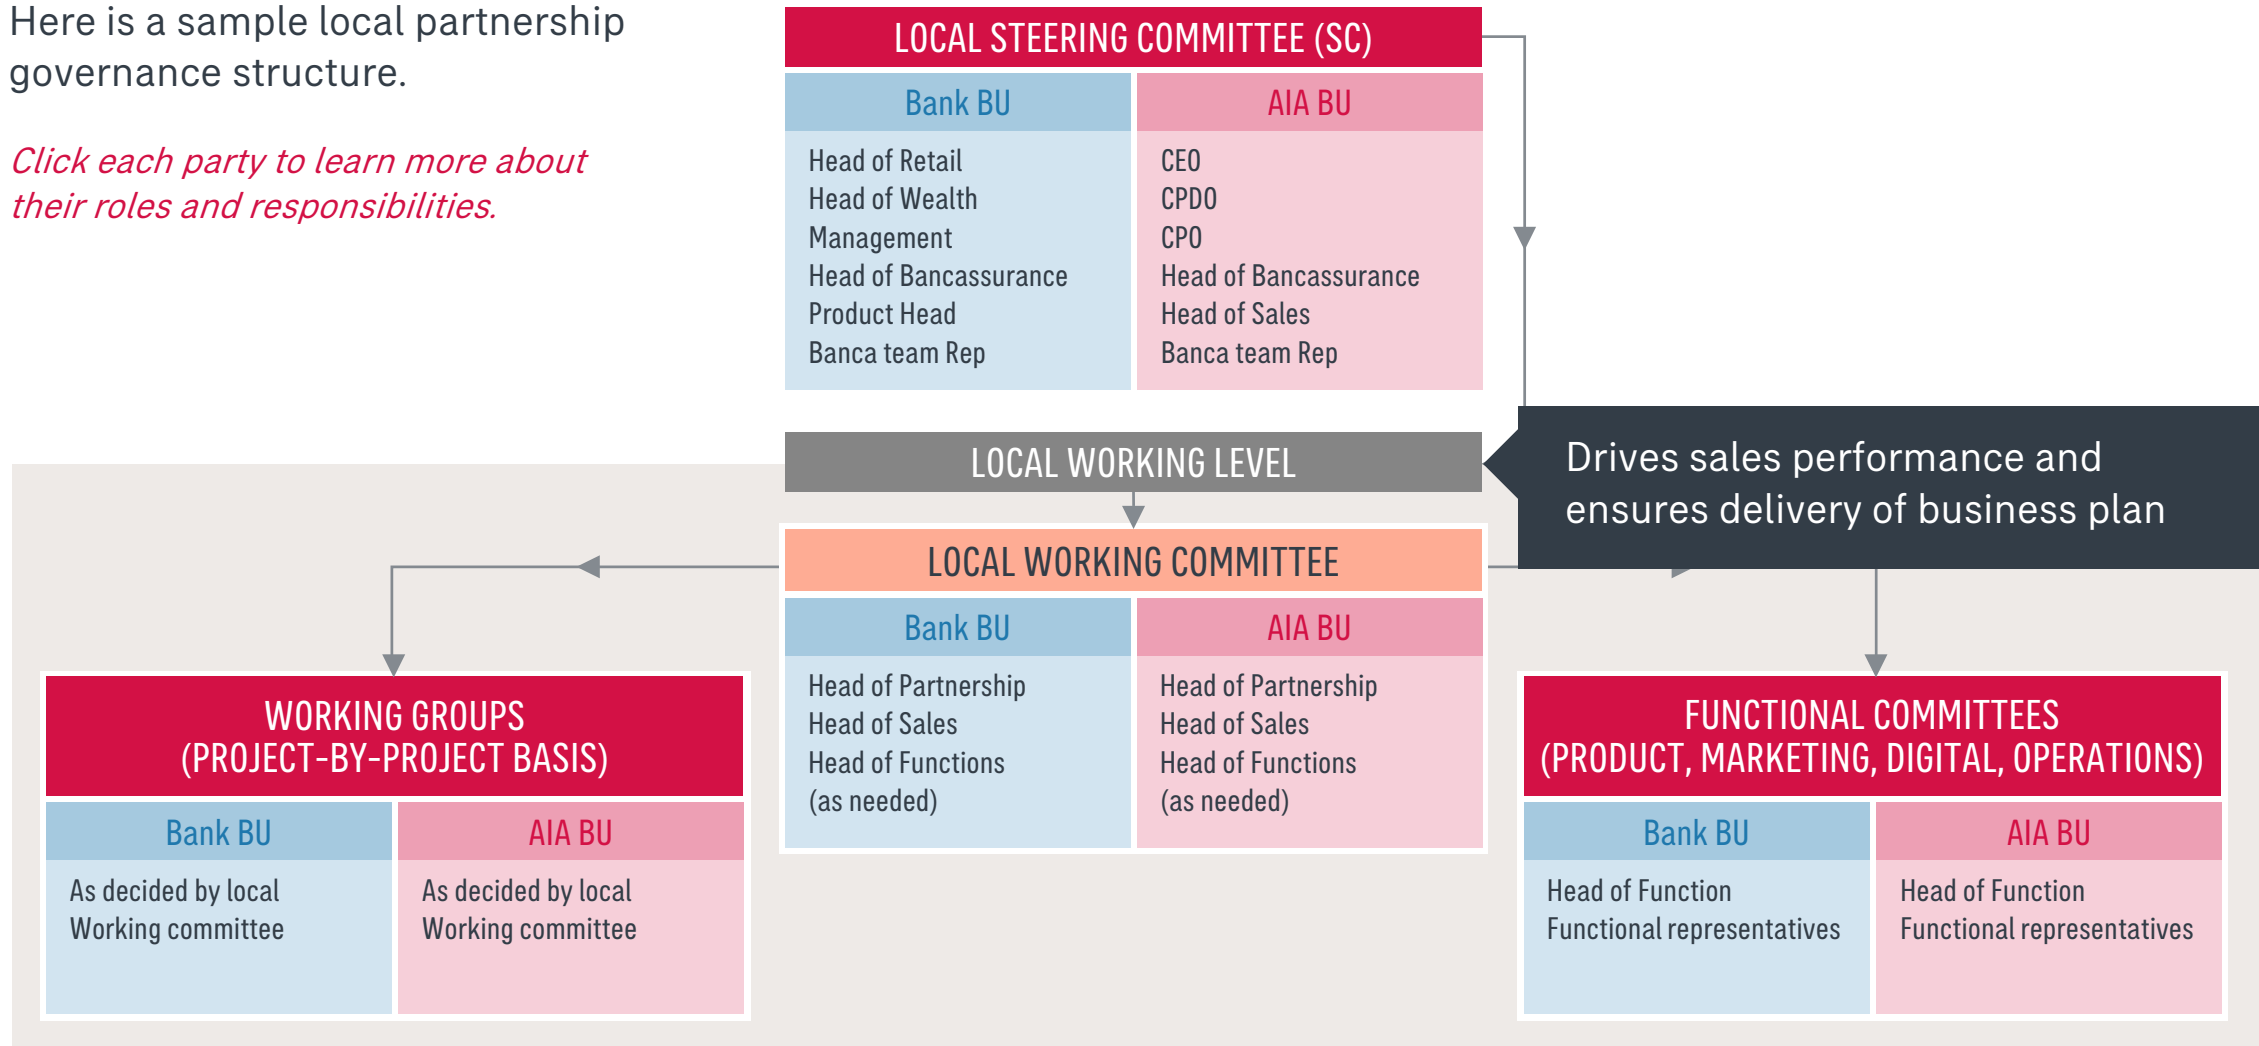 Here is a sample local partnership
governance structure.
Click each party to learn more about
their roles and responsibilities.
LOCAL STEERING COMMITTEE (SC)
Bank BU
Head of Retail
Head of Wealth
Management
Head of Bancassurance
Product Head
Banca team Rep
AIA BU
CEO
CPDO
CPO
Head of Bancassurance
Head of Sales
Banca team Rep
LOCAL WORKING LEVEL
Drives sales performance and
ensures delivery of business plan
LOCAL WORKING COMMITTEE
Bank BU
Head of Partnership
Head of Sales
Head of Functions
(as needed)
AIA BU
Head of Partnership
Head of Sales
Head of Functions
(as needed)
WORKING GROUPS
(PROJECT-BY-PROJECT BASIS)
Bank BU
As decided by local
Working committee
AIA BU
As decided by local
Working committee
FUNCTIONAL COMMITTEES
(PRODUCT, MARKETING, DIGITAL, OPERATIONS)
Bank BU
Head of Function
Functional representatives
AIA BU
Head of Function
Functional representatives